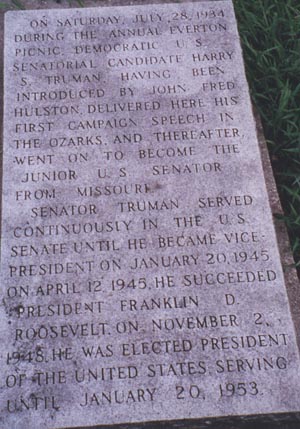 ON SATURDAY, JULY 28, 1934,
DURING THE ANNUAL EVERTON
PICNIC, DEMOCRATIC U.S.
SENATORIAL CANDIDATE HARRY
S. TRUMAN, HAVING BEEN
INTRODUCED BY JOHN FRED
HULSTON, DELIVERED HERE HIS
FIRST CAMPAIGN SPEECH IN
THE OZARKS, AND, THEREAFTER,
WENT ON TO BECOME THE
JUNIOR U.S. SENATOR
FROM MISSOURI.
SENATOR TRUMAN SERVED
CONTINUOUSLY IN THE U.S.
SENATE UNTIL HE BECAME VICE-
PRESIDENT ON JANUARY 20, 1945.
ON APRIL 12, 1945, HE SUCCEEDED
PRESIDENT FRANKLIN D.
ROOSEVELT. ON NOVEMBER 2,
1948, HE WAS ELECTED PRESIDENT
OF THE UNITED STATES, SERVING
UNTIL JANUARY 20, 1953.